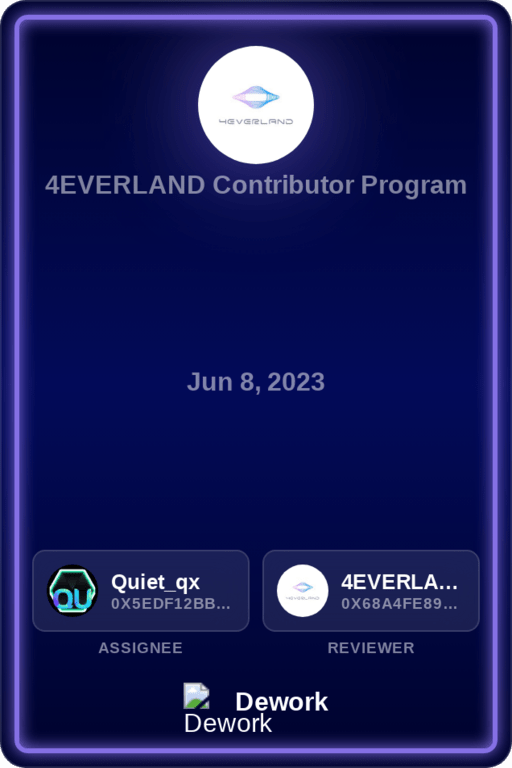 4EVERLAND
4EVERLAND Contributor Program
Jun 8, 2023
QU
Quiet_qx
0X5EDF12BB...
4EVERLA...
0X68A4FE89...
4EVERLAND
ASSIGNEE
REVIEWER
Dework
Dework